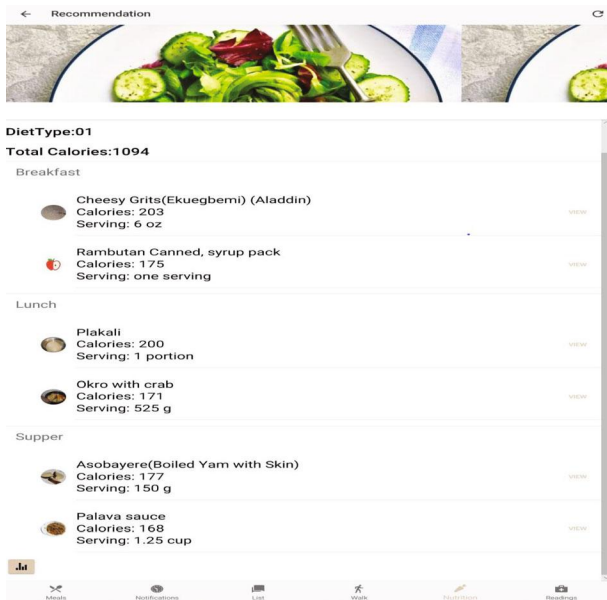 Recommendation
DietType:01
Total Calories:1094
Breakfast
Cheesy Grits(Ekuegbemi) (Aladdin)
Calories: 203
Serving: 6 oz
VIEW
Rambutan Canned, syrup pack
Calories: 175
Serving: one serving
VIEW
Lunch
Plakali
Calories: 200
Serving: 1 portion
VIEW
Okro with crab
Calories: 171
Serving: 525 g
VIEW
Supper
Asobayere(Boiled Yam with Skin)
Calories: 177
Serving: 150 g
VIEW
Palava sauce
Calories: 168
Serving: 1.25 cup
VIEW
Meals Notifications List Walk Nutrition Readings